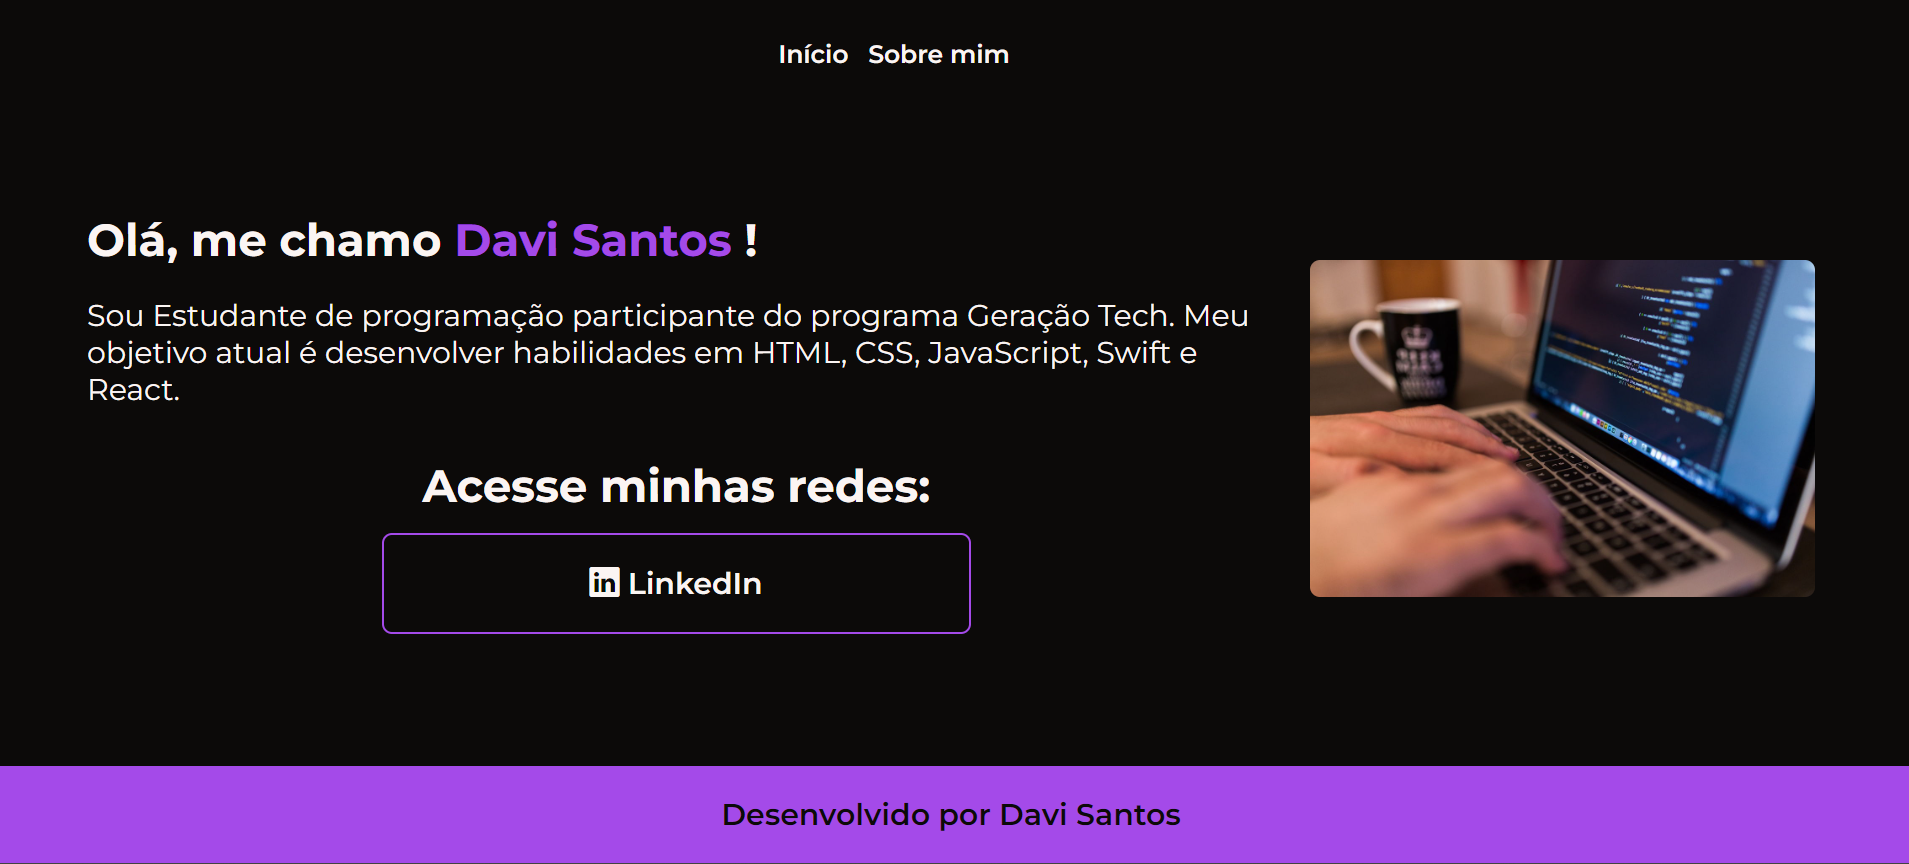 Início Sobre mim
Olá, me chamo Davi Santos !
Sou Estudante de programação participante do programa Geração Tech. Meu
objetivo atual é desenvolver habilidades em HTML, CSS, JavaScript, Swift e
React.
Acesse minhas redes:
in LinkedIn
Desenvolvido por Davi Santos